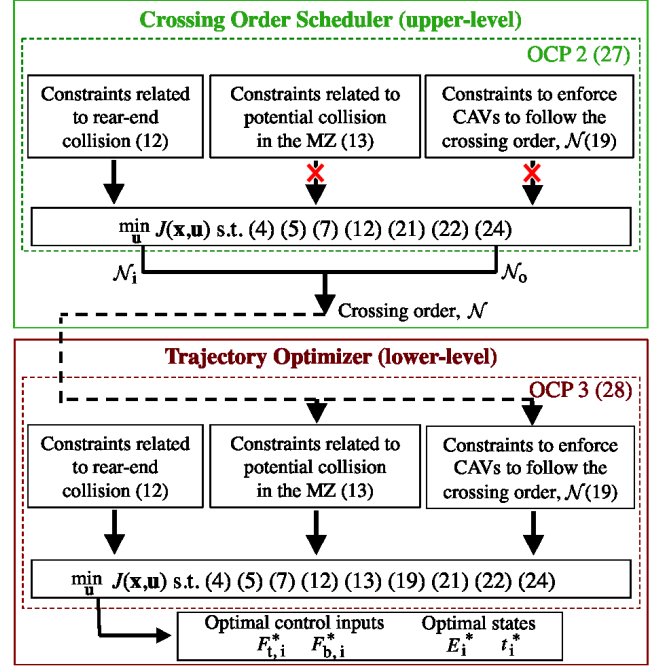 Crossing Order Scheduler (upper-level)
OCP 2 (27)
Constraints related
to rear-end
collision (12)
Constraints related to
potential collision
in the MZ (13)
Constraints to enforce
CAVs to follow the
crossing order, 𝒩(19)
min J(x,u) s.t. (4) (5) (7) (12) (21) (22) (24)
u
𝒩i
𝒩o
Crossing order, 𝒩
Trajectory Optimizer (lower-level)
OCP 3 (28)
Constraints related
to rear-end
collision (12)
Constraints related to
potential collision
in the MZ (13)
Constraints to enforce
CAVs to follow the
crossing order, 𝒩(19)
min J(x,u) s.t. (4) (5) (7) (12) (13) (19) (21) (22) (24)
u
Optimal control inputs
F*t,i F*b,i
Optimal states
E*i t*i